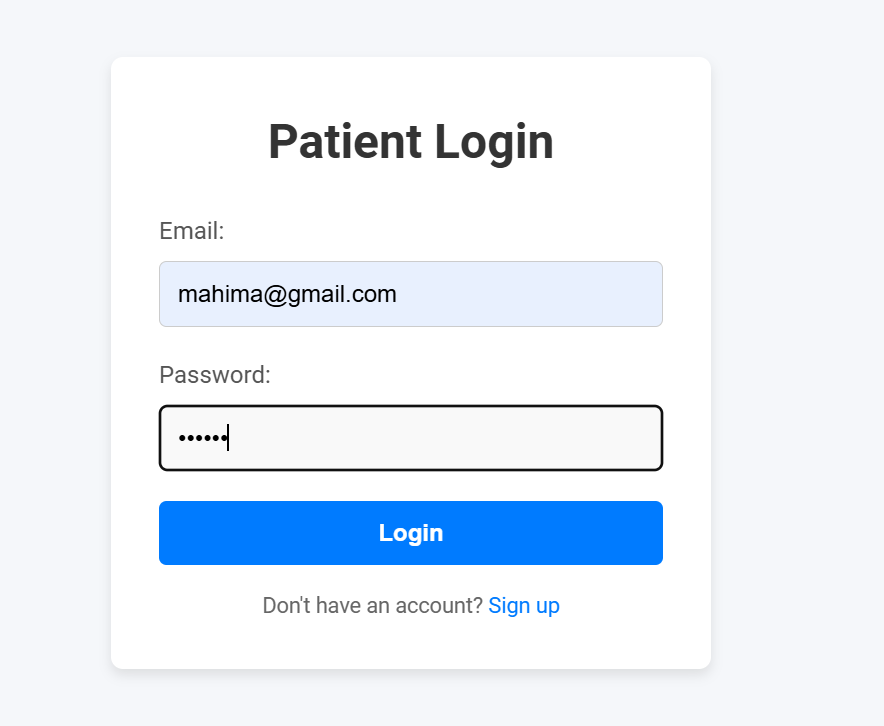 Patient Login
Email:
mahima@gmail.com
Password:
••••••
Login
Don't have an account? Sign up